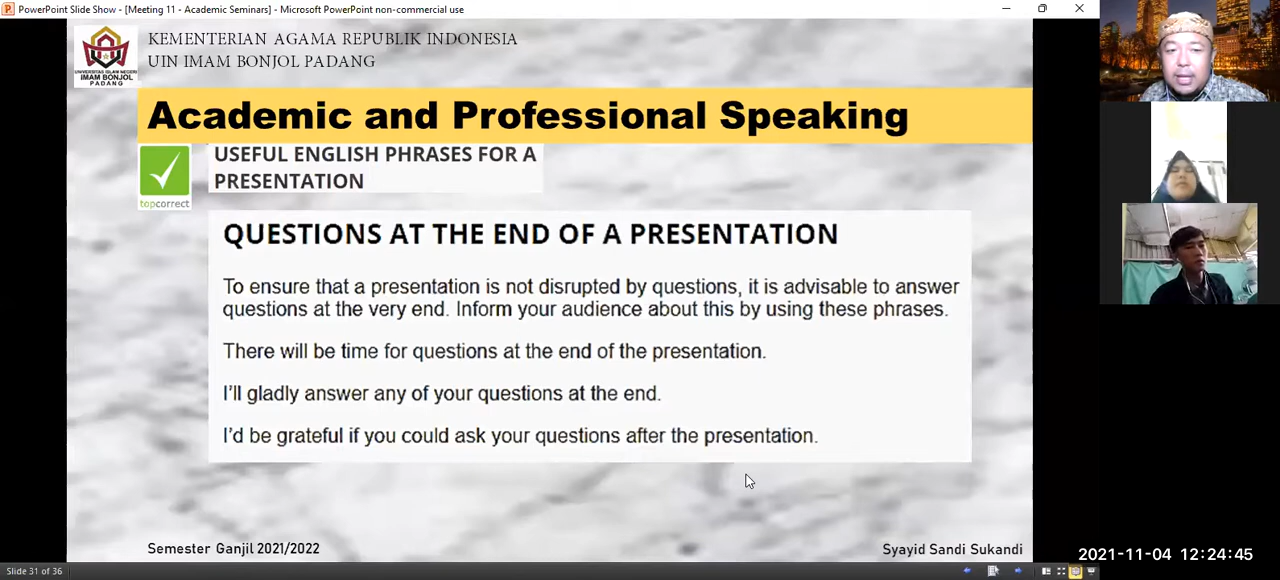 PowerPoint Slide Show - [Meeting 11 - Academic Seminars] - Microsoft PowerPoint non-commercial use
KEMENTERIAN AGAMA REPUBLIK INDONESIA
UIN IMAM BONJOL PADANG
UNIVERSITAS ISLAM NEGERI
IMAM BONJOL
PADANG
Academic and Professional Speaking
topcorrect
USEFUL ENGLISH PHRASES FOR A
PRESENTATION
QUESTIONS AT THE END OF A PRESENTATION
To ensure that a presentation is not disrupted by questions, it is advisable to answer
questions at the very end. Inform your audience about this by using these phrases.
There will be time for questions at the end of the presentation.
I'll gladly answer any of your questions at the end.
I'd be grateful if you could ask your questions after the presentation.
Semester Ganjil 2021/2022
Syayid Sandi Sukandi
2021-11-04 12:24:45
Slide 31 of 36